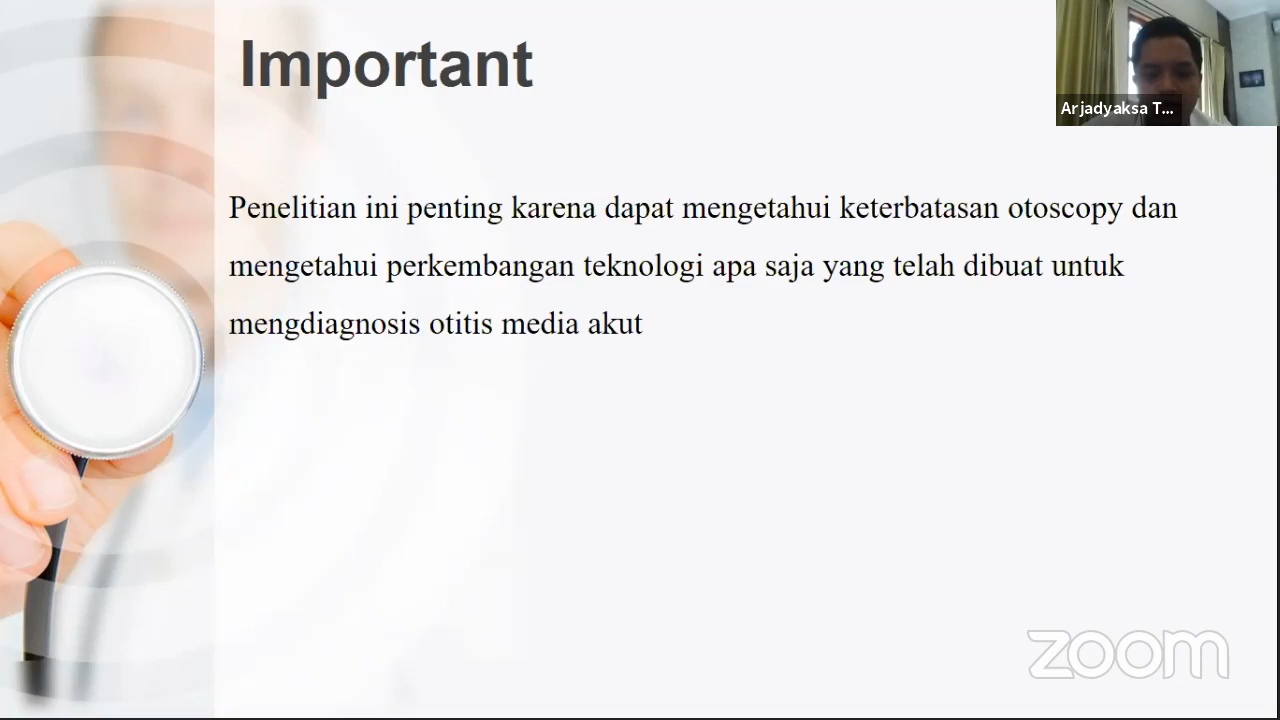 Important
Arjadyaksa T...
Penelitian ini penting karena dapat mengetahui keterbatasan otoscopy dan
mengetahui perkembangan teknologi apa saja yang telah dibuat untuk
mengdiagnosis otitis media akut
zoom